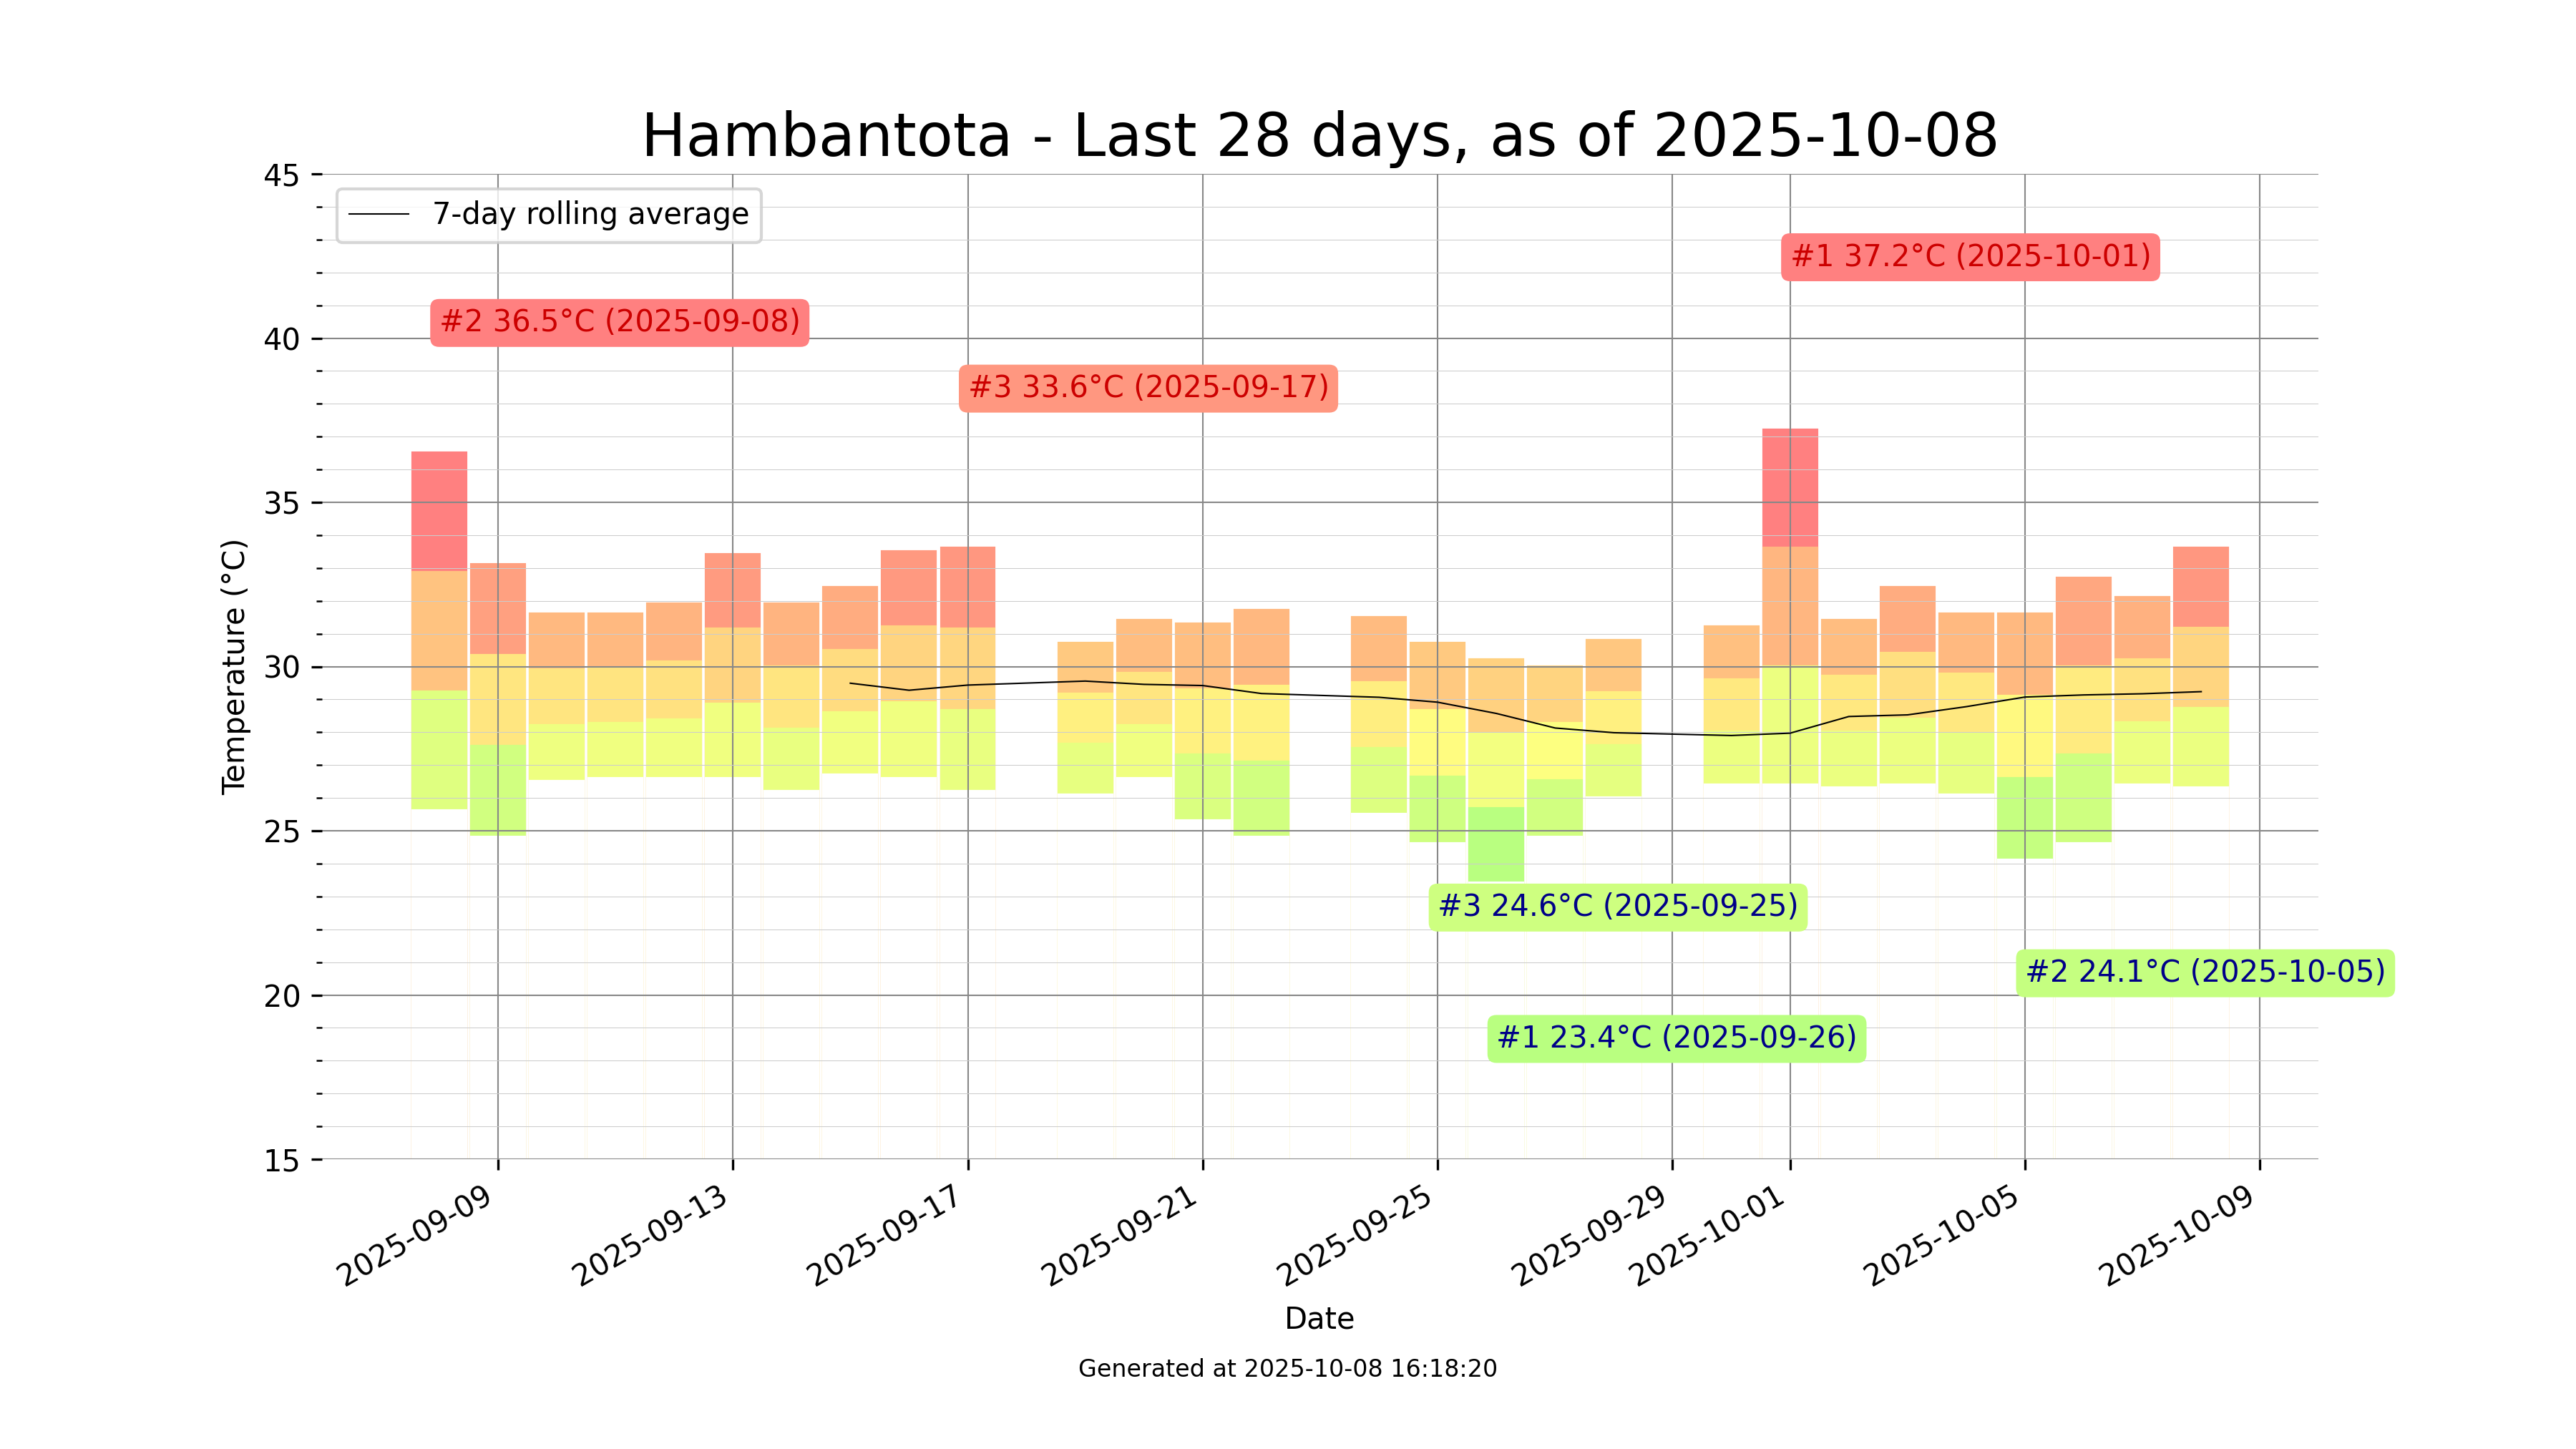 Hambantota - Last 28 days, as of 2025-10-08
45
7-day rolling average
#1 37.2°C (2025-10-01)
#2 36.5°C (2025-09-08)
40
#3 33.6°C (2025-09-17)
35
Temperature (°C)
30
25
#3 24.6°C (2025-09-25)
#2 24.1°C (2025-10-05)
20
#1 23.4°C (2025-09-26)
15
2025-09-09
2025-09-13
2025-09-17
2025-09-21
2025-09-25
2025-09-29
2025-10-01
2025-10-05
2025-10-09
Date
Generated at 2025-10-08 16:18:20